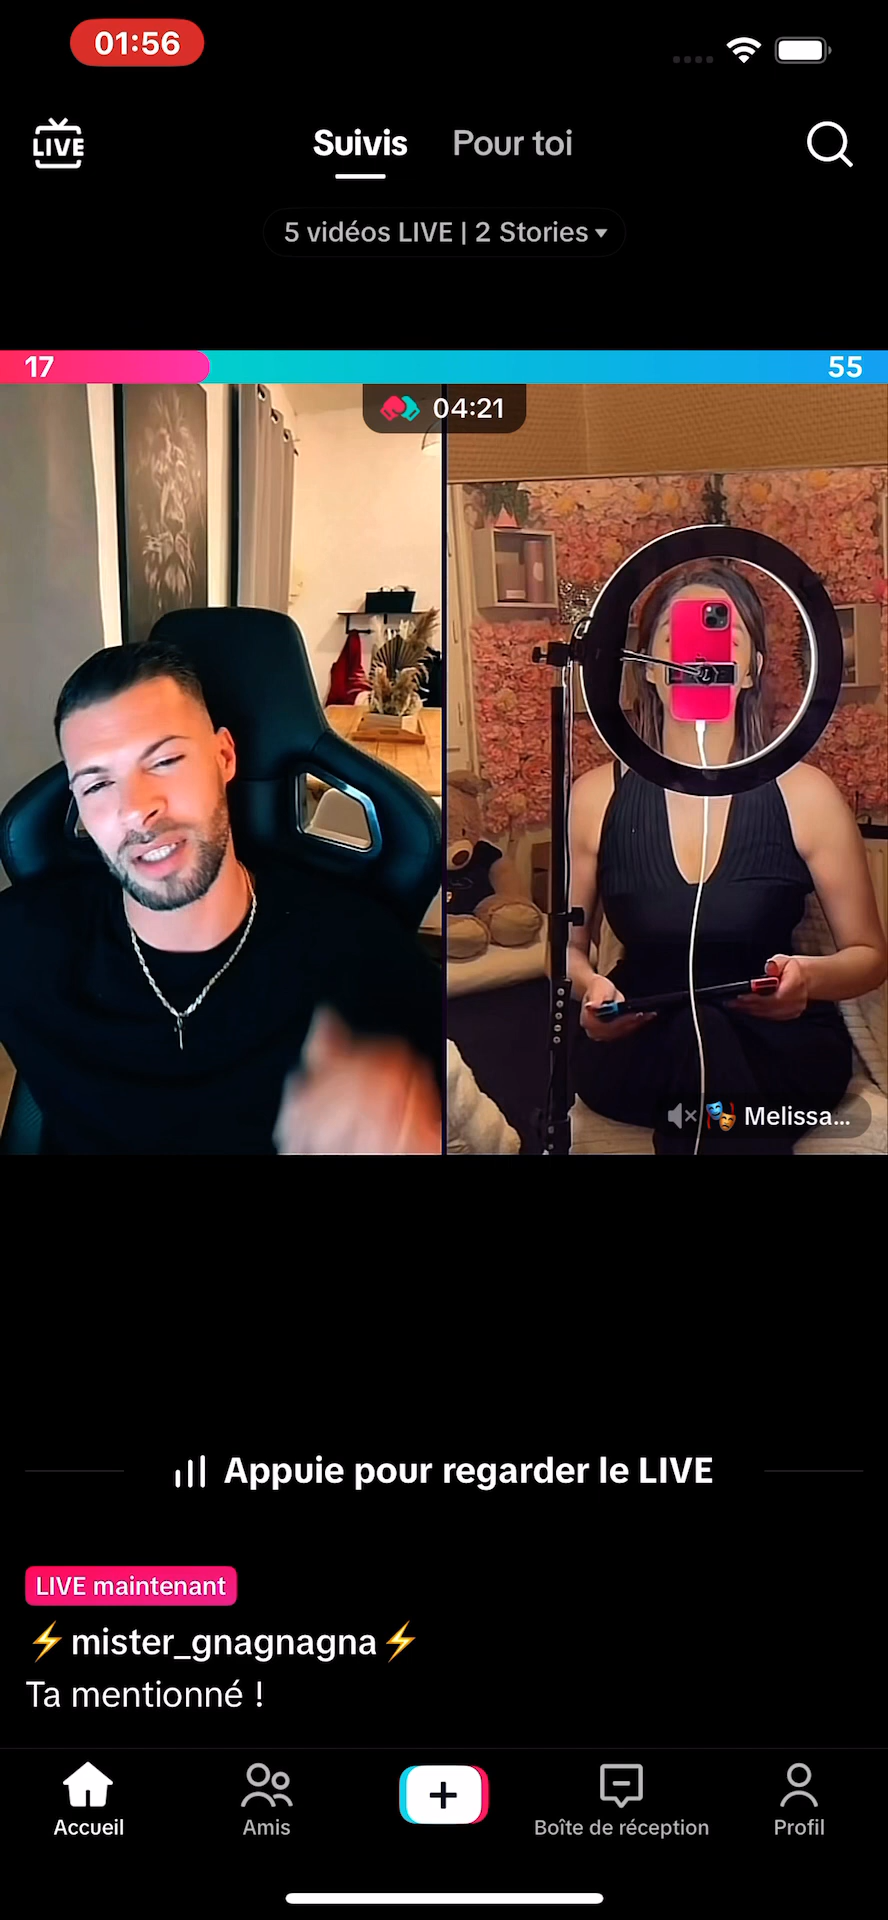 01:56
LIVE
Suivis
Pour toi
5 vidéos LIVE | 2 Stories
17
55
04:21
Melissa...
Appuie pour regarder le LIVE
LIVE maintenant
⚡mister_gnagnagna⚡
Ta mentionné !
Accueil
Amis
Boîte de réception
Profil